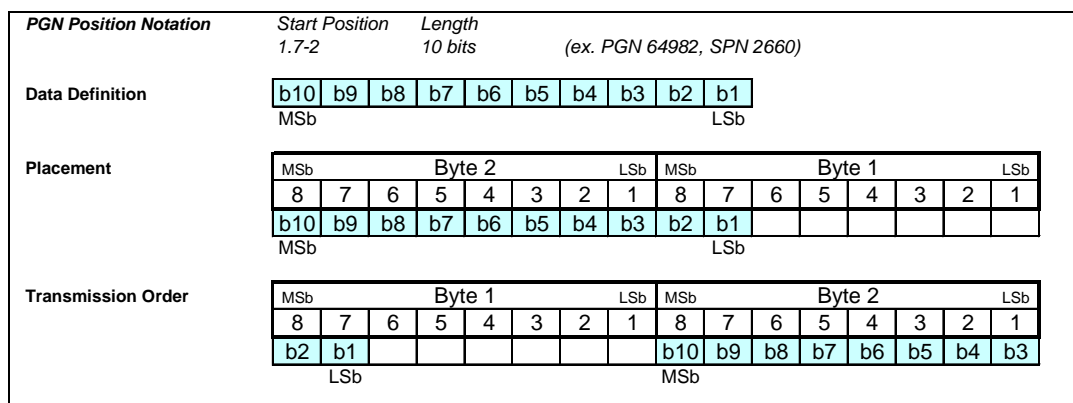 PGN Position Notation Start Position Length
1.7-2 10 bits (ex. PGN 64982, SPN 2660)
Data Definition b10 b9 b8 b7 b6 b5 b4 b3 b2 b1
MSb LSb
Placement MSb Byte 2 LSb MSb Byte 1 LSb
8 7 6 5 4 3 2 1 8 7 6 5 4 3 2 1
b10 b9 b8 b7 b6 b5 b4 b3 b2 b1
MSb LSb
Transmission Order MSb Byte 1 LSb MSb Byte 2 LSb
8 7 6 5 4 3 2 1 8 7 6 5 4 3 2 1
b2 b1 b10 b9 b8 b7 b6 b5 b4 b3
LSb MSb